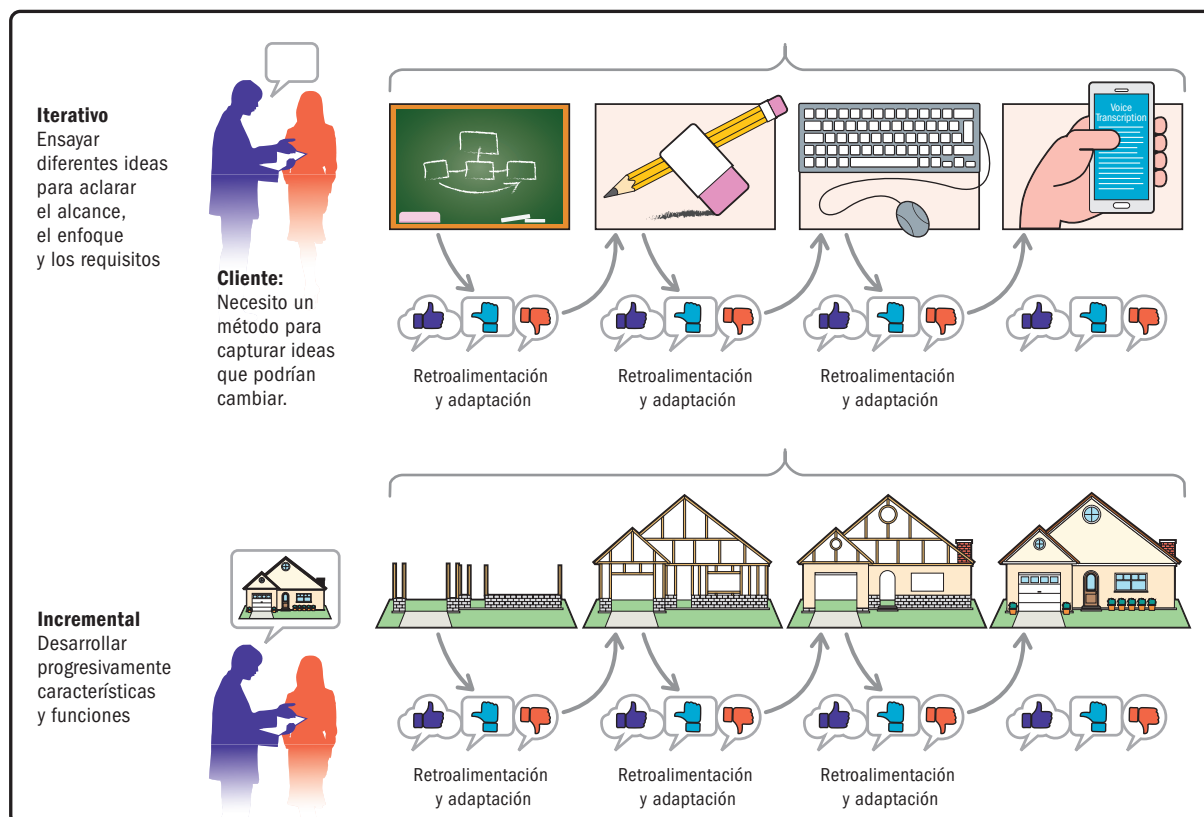 Iterativo
Ensayar
diferentes ideas
para aclarar
el alcance,
el enfoque
y los requisitos
Cliente:
Necesito un
método para
capturar ideas
que podrían
cambiar.
Voice
Transcription
Retroalimentación
y adaptación
Retroalimentación
y adaptación
Retroalimentación
y adaptación
Incremental
Desarrollar
progresivamente
características
y funciones
Retroalimentación
y adaptación
Retroalimentación
y adaptación
Retroalimentación
y adaptación